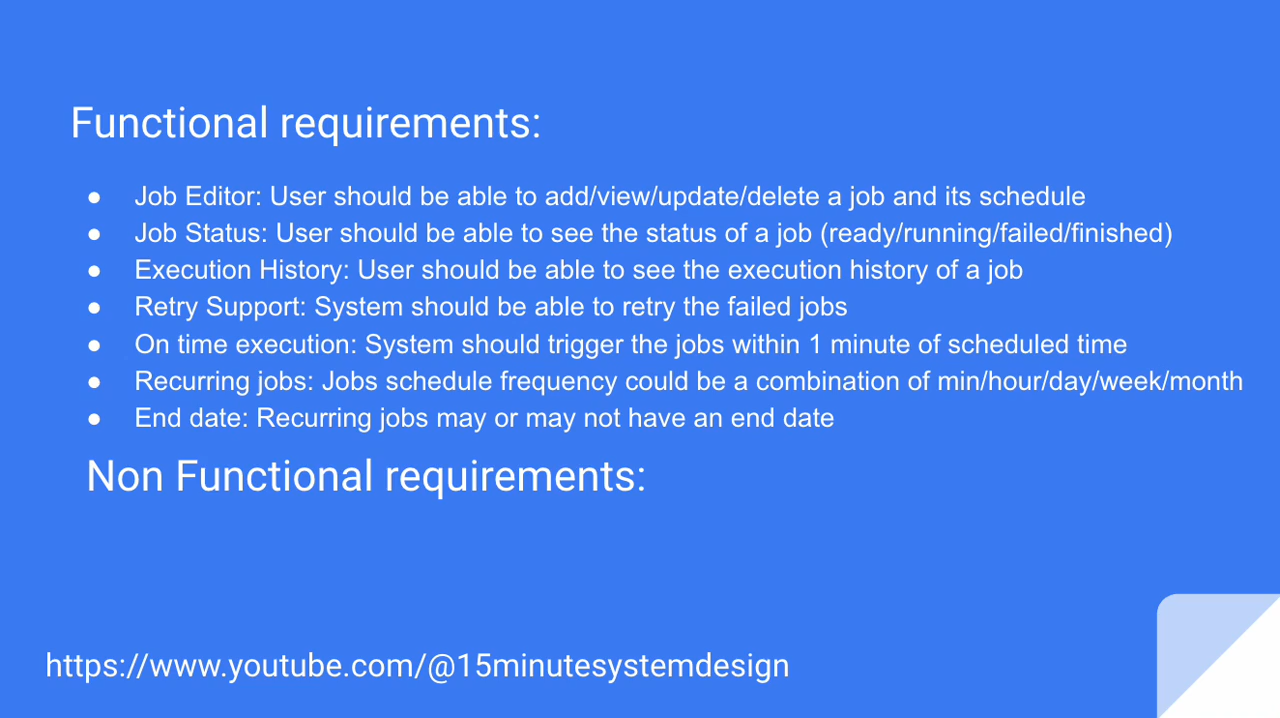 Functional requirements:
● Job Editor: User should be able to add/view/update/delete a job and its schedule
● Job Status: User should be able to see the status of a job (ready/running/failed/finished)
● Execution History: User should be able to see the execution history of a job
● Retry Support: System should be able to retry the failed jobs
● On time execution: System should trigger the jobs within 1 minute of scheduled time
● Recurring jobs: Jobs schedule frequency could be a combination of min/hour/day/week/month
● End date: Recurring jobs may or may not have an end date
Non Functional requirements:
https://www.youtube.com/@15minutesystemdesign